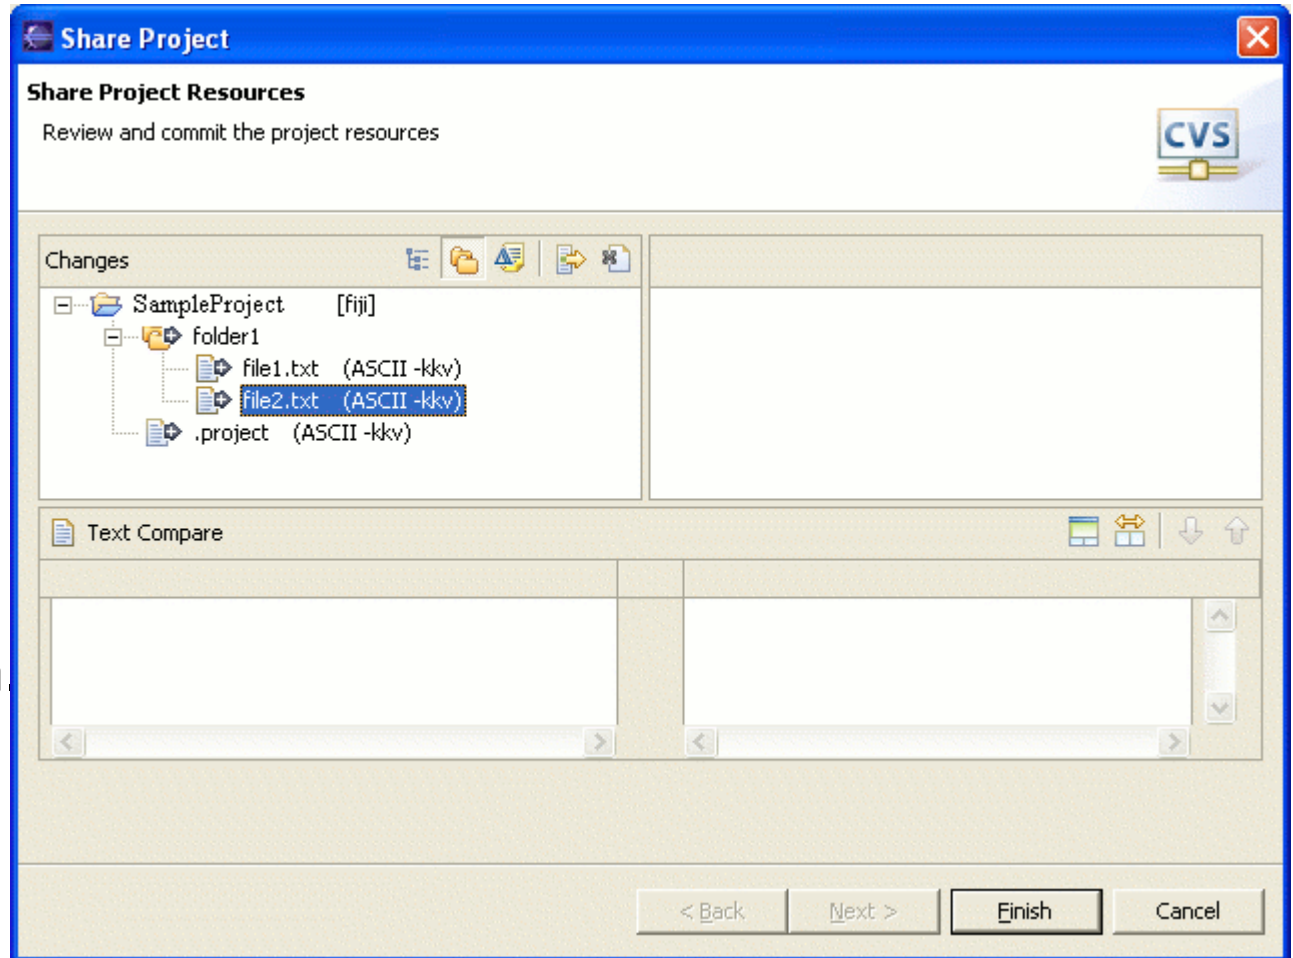 Share Project
Share Project Resources
Review and commit the project resources
CVS
Changes
SampleProject [fiji]
folder1
file1.txt (ASCII -kkv)
file2.txt (ASCII -kkv)
.project (ASCII -kkv)
Text Compare
< Back Next > Finish Cancel